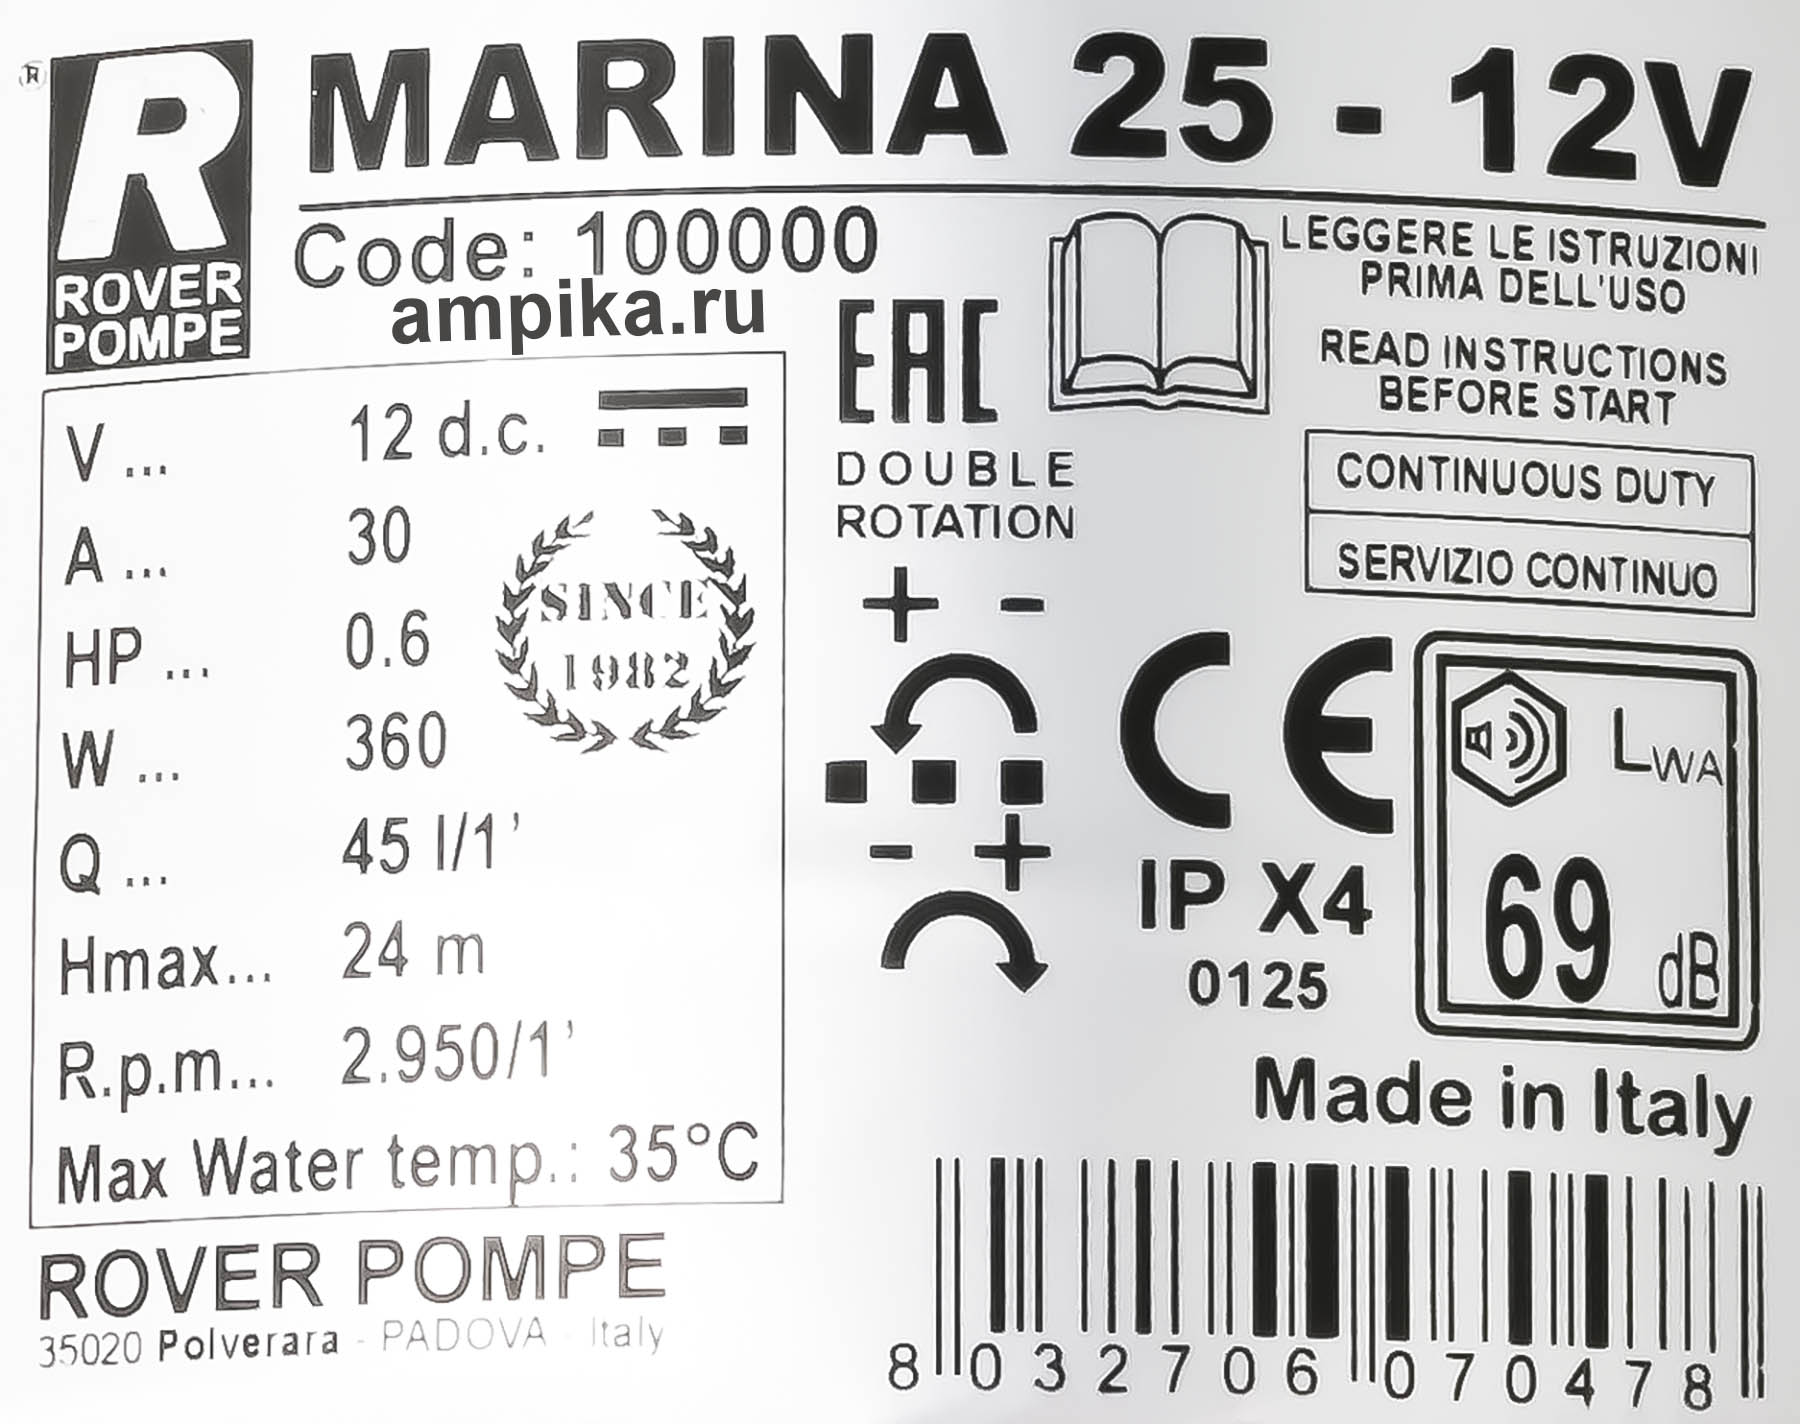 ®
ROVER
POMPE
MARINA 25 - 12V
Code: 100000
ampika.ru
V ... 12 d.c.
A ... 30
HP ... 0.6
W ... 360
Q ... 45 l/1'
Hmax... 24 m
R.p.m... 2.950/1'
Max Water temp.: 35°C
SINCE
1982
ROVER POMPE
35020 Polverara - PADOVA - Italy
EAC
DOUBLE
ROTATION
+ -
- +
LEGGERE LE ISTRUZIONI
PRIMA DELL'USO
READ INSTRUCTIONS
BEFORE START
CONTINUOUS DUTY
SERVIZIO CONTINUO
CE
IP X4
0125
LWA
69 dB
Made in Italy
8 032706 070478